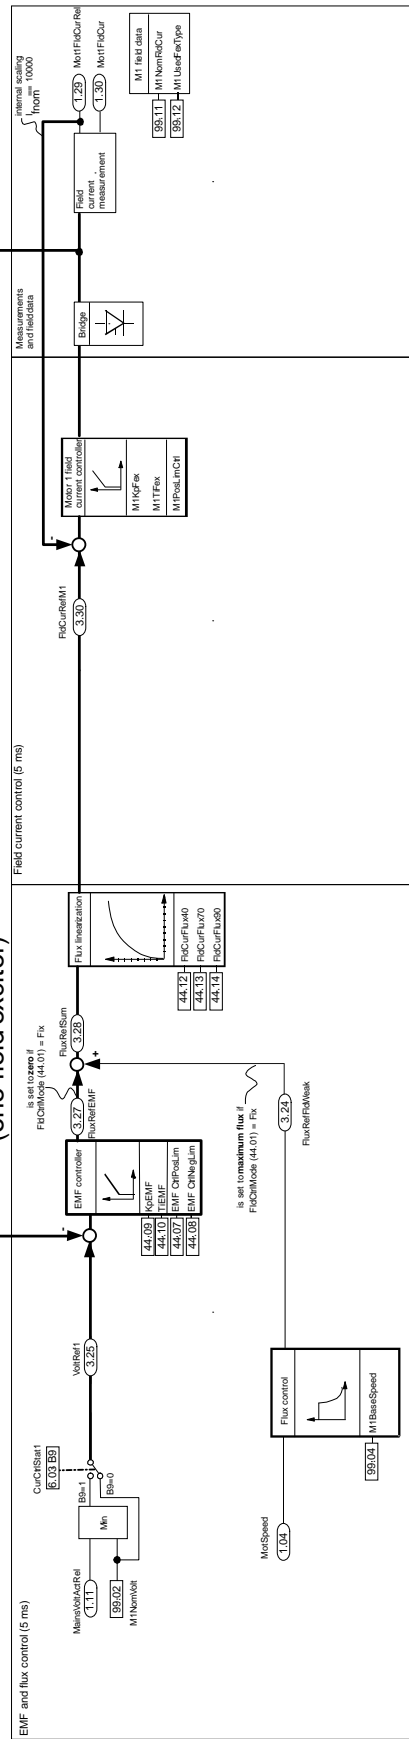 (one field exciter)
EMF and flux control (5 ms)
MainsVoltActRel
1.11
99.02
M1NomVolt
Min
CurCtrlStat1
6.03 B9
B9=1
B9=0
VoltRef1
3.25
-
EMF controller
44.09 KpEMF
44.10 TiEMF
44.07 EMF CtrlPosLim
44.08 EMF CtrlNegLim
3.27
FluxRefEMF
is set to zero if
FldCtrlMode (44.01) = Fix
+
FluxRefSum
3.28
Flux linearization
44.12 FldCurFlux40
44.13 FldCurFlux70
44.14 FldCurFlux90
MotSpeed
1.04
Flux control
99.04 M1BaseSpeed
is set to maximum flux if
FldCtrlMode (44.01) = Fix
3.24
FluxRefFldWeak
Field current control (5 ms)
FldCurRefM1
3.30
-
Motor 1 field
current controller
M1KpFex
M1TiFex
M1PosLimCtrl
Measurements
and field data
Bridge
Field
current
measurement
internal scaling
I fnom == 10000
1.29 Mot1FldCurRel
1.30 Mot1FldCur
M1 field data
99.11 M1NomFldCur
99.12 M1UsedFexType